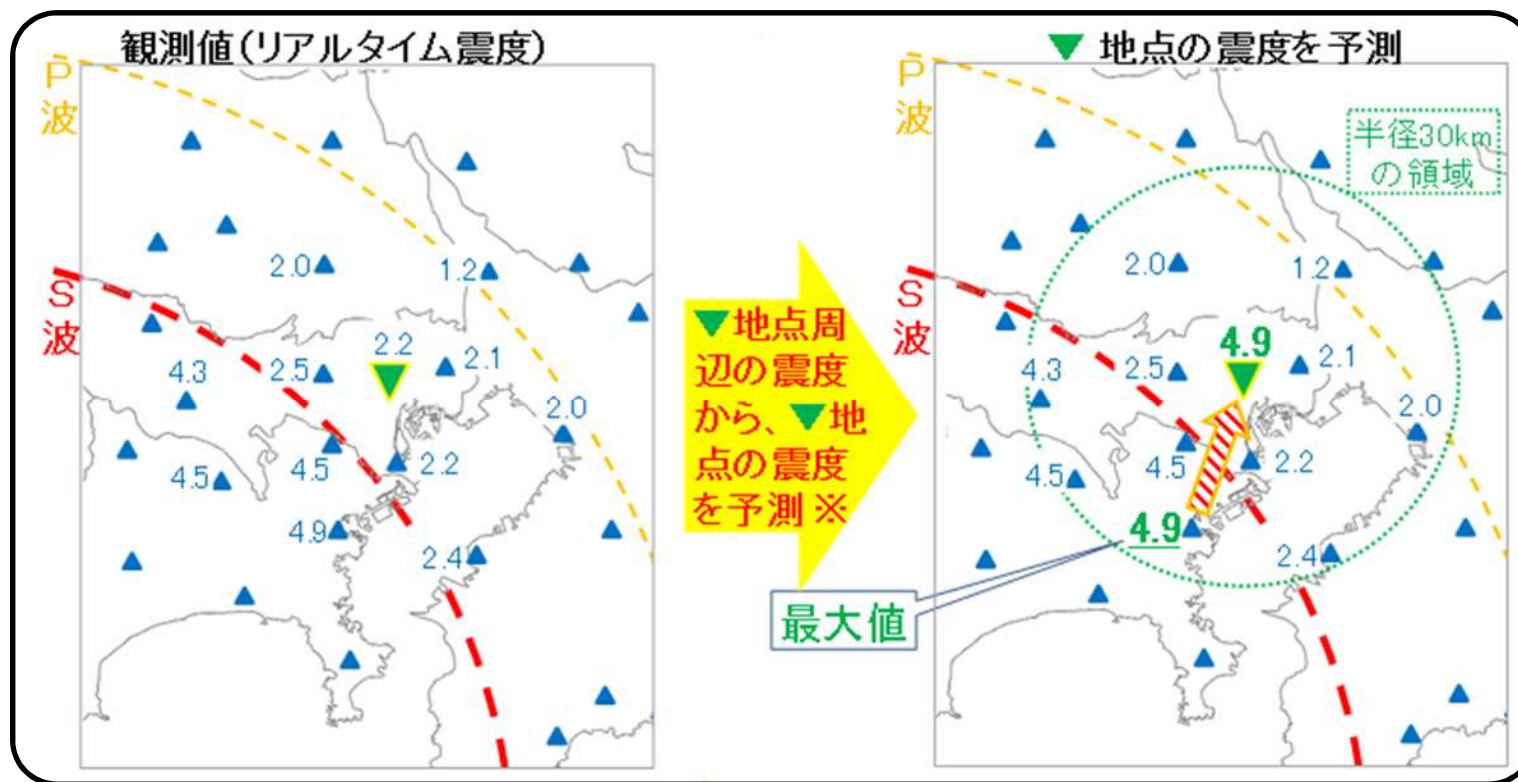 観測値(リアルタイム震度)
P
波
S
波
2.0
1.2
2.2
4.3
2.5
2.1
2.0
4.5
4.5
2.2
4.9
2.4
▼地点周
辺の震度
から、▼地
点の震度
を予測※
▼ 地点の震度を予測
P
波
半径30km
の領域
S
波
2.0
1.2
4.9
4.3
2.5
2.1
2.0
4.5
4.5
2.2
4.9
2.4
最大値